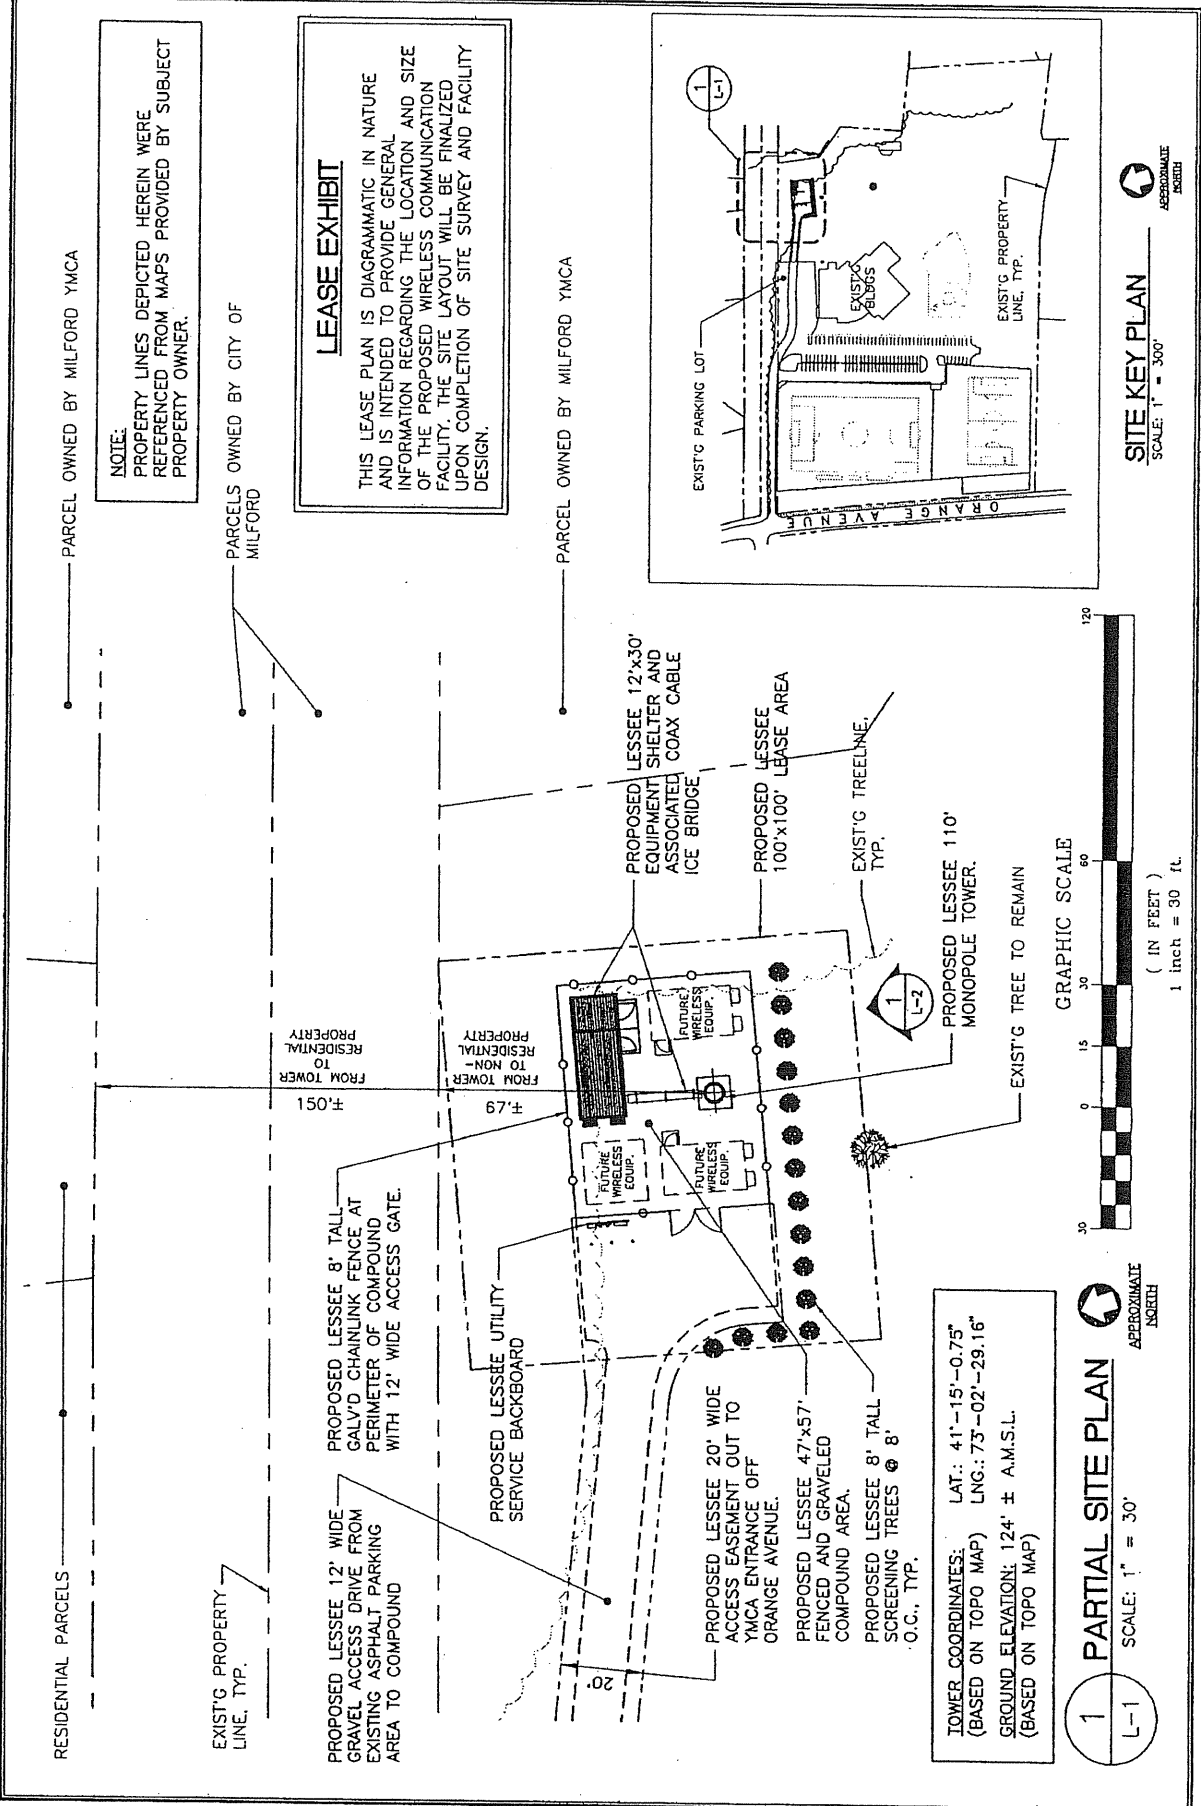 RESIDENTIAL PARCELS
PARCEL OWNED BY MILFORD YMCA
EXIST'G PROPERTY
LINE, TYP.
PARCELS OWNED BY CITY OF
MILFORD
NOTE:
PROPERTY LINES DEPICTED HEREIN WERE
REFERENCED FROM MAPS PROVIDED BY SUBJECT
PROPERTY OWNER.
LEASE EXHIBIT
THIS LEASE PLAN IS DIAGRAMMATIC IN NATURE
AND IS INTENDED TO PROVIDE GENERAL
INFORMATION REGARDING THE LOCATION AND SIZE
OF THE PROPOSED WIRELESS COMMUNICATION
FACILITY. THE SITE LAYOUT WILL BE FINALIZED
UPON COMPLETION OF SITE SURVEY AND FACILITY
DESIGN.
PROPOSED LESSEE 12' WIDE
GRAVEL ACCESS DRIVE FROM
EXISTING ASPHALT PARKING
AREA TO COMPOUND
PROPOSED LESSEE 8' TALL
GALV'D CHAINLINK FENCE AT
PERIMETER OF COMPOUND
WITH 12' WIDE ACCESS GATE.
150'±
FROM TOWER
TO
RESIDENTIAL
PROPERTY
67'±
FROM TOWER
TO NON-
RESIDENTIAL
PROPERTY
PARCEL OWNED BY MILFORD YMCA
PROPOSED LESSEE UTILITY
SERVICE BACKBOARD
FUTURE
WIRELESS
EQUIP.
FUTURE
WIRELESS
EQUIP.
FUTURE
WIRELESS
EQUIP.
PROPOSED LESSEE 12'x30'
EQUIPMENT SHELTER AND
ASSOCIATED COAX CABLE
ICE BRIDGE
PROPOSED LESSEE
100'x100' LEASE AREA
EXIST'G TREELINE,
TYP.
20'
PROPOSED LESSEE 20' WIDE
ACCESS EASEMENT OUT TO
YMCA ENTRANCE OFF
ORANGE AVENUE.
PROPOSED LESSEE 47'x57'
FENCED AND GRAVELED
COMPOUND AREA.
PROPOSED LESSEE 8' TALL
SCREENING TREES @ 8'
O.C., TYP.
1
L-2
PROPOSED LESSEE 110'
MONOPOLE TOWER.
EXIST'G TREE TO REMAIN
TOWER COORDINATES: LAT.: 41°-15'-0.75"
(BASED ON TOPO MAP) LNG.: 73°-02'-29.16"
GROUND ELEVATION: 124' ± A.M.S.L.
(BASED ON TOPO MAP)
GRAPHIC SCALE
30 0 15 30 60 120
( IN FEET )
1 inch = 30 ft.
1
L-1
PARTIAL SITE PLAN
SCALE: 1" = 30'
APPROXIMATE
NORTH
1
L-1
EXIST'G PARKING LOT
EXIST'G
BLDGS
ORANGE AVENUE
EXIST'G PROPERTY
LINE, TYP.
SITE KEY PLAN
SCALE: 1" = 300'
APPROXIMATE
NORTH